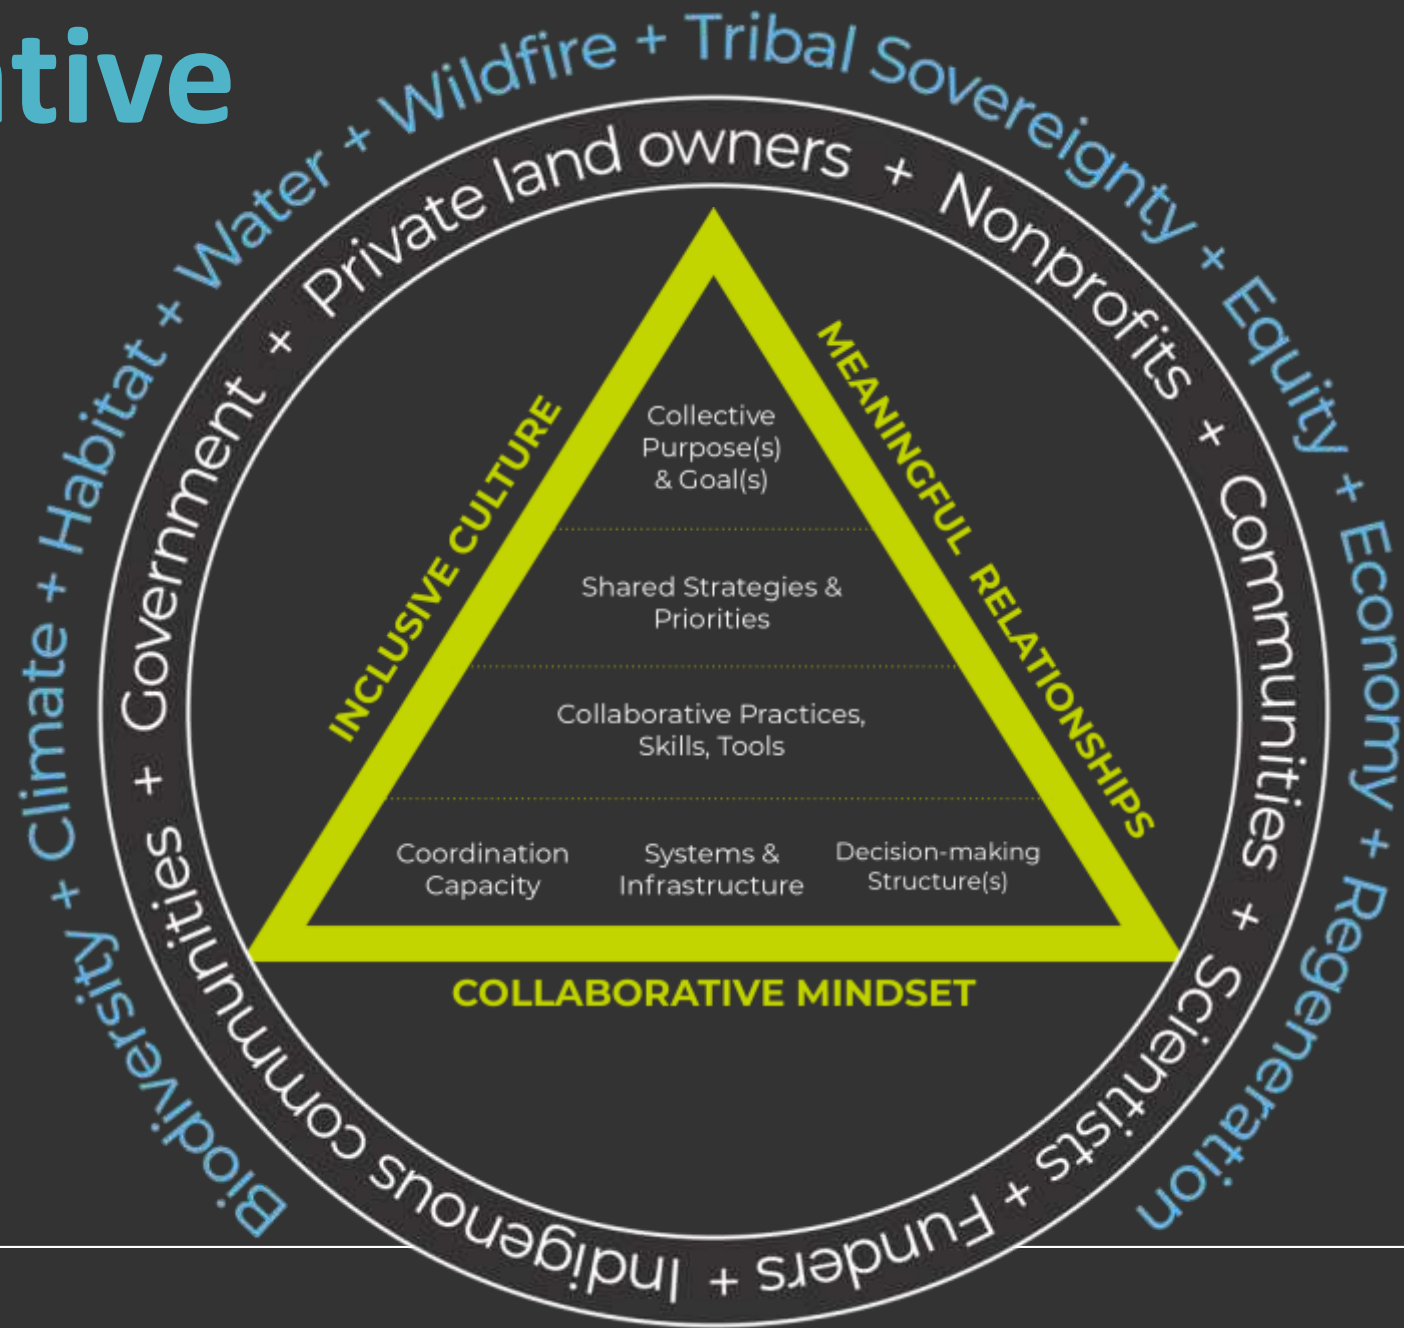 ative
Biodiversity + Climate + Habitat + Water + Wildfire + Tribal Sovereignty + Equity + Economy + Regeneration
Indigenous communities + Government + Private land owners + Nonprofits + Communities + Scientists + Funders +
INCLUSIVE CULTURE
MEANINGFUL RELATIONSHIPS
Collective
Purpose(s)
& Goal(s)
Shared Strategies &
Priorities
Collaborative Practices,
Skills, Tools
Coordination
Capacity
Systems &
Infrastructure
Decision-making
Structure(s)
COLLABORATIVE MINDSET